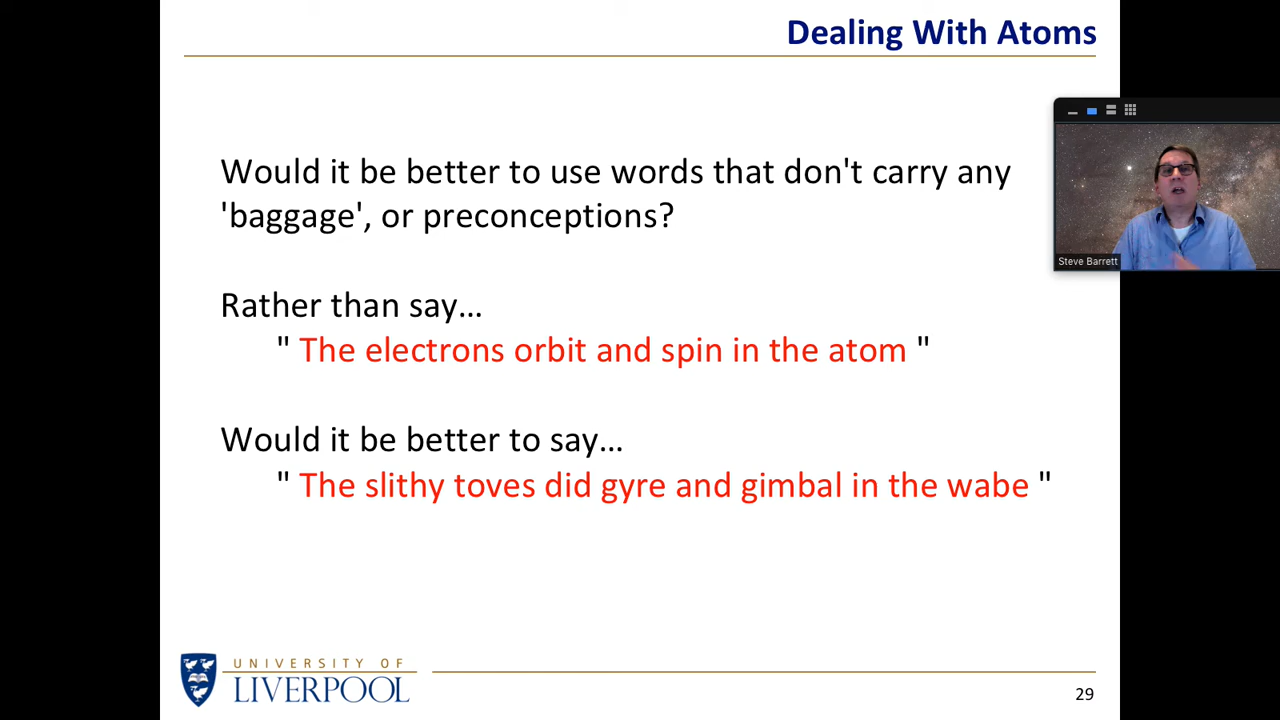 Dealing With Atoms
Would it be better to use words that don't carry any
'baggage', or preconceptions?
Rather than say…
" The electrons orbit and spin in the atom "
Would it be better to say…
" The slithy toves did gyre and gimbal in the wabe "
Steve Barrett
UNIVERSITY OF
LIVERPOOL
29